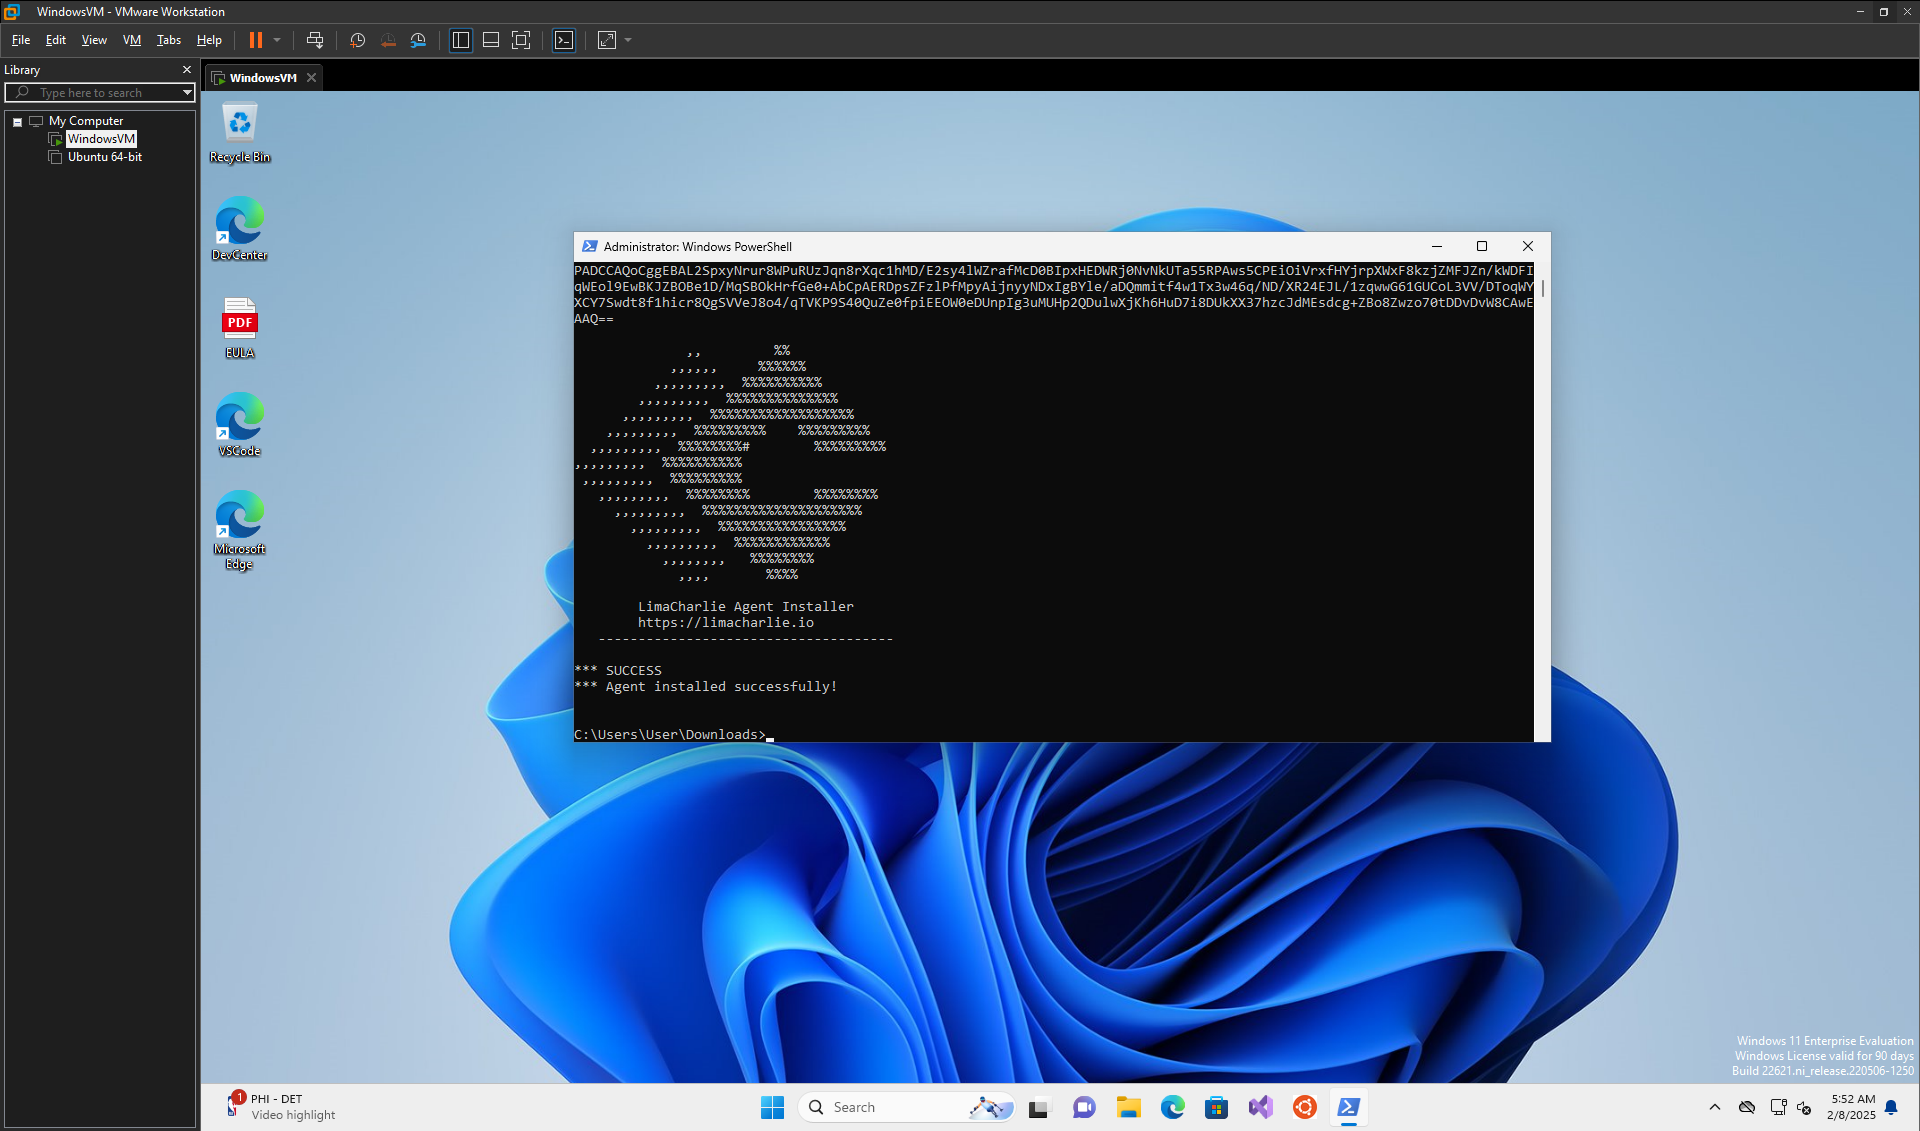 WindowsVM - VMware Workstation
File Edit View VM Tabs Help
Library
Type here to search
My Computer
WindowsVM
Ubuntu 64-bit
WindowsVM
Recycle Bin
DevCenter
PDF
EULA
VSCode
Microsoft
Edge
Administrator: Windows PowerShell
PADCCAQoCggEBAL2SpxyNrur8WPuRUzJqn8rXqc1hMD/E2sy4lWZrafMcD0BIpxHEDWRj0NvNkUTa55RPAws5CPEiOiVrxfHYjrpXWxF8kzjZMFJZn/kWDFI
qWEol9EwBKJZBOBe1D/MqSBOkHrfGe0+AbCpAERDpsZFzlPfMpyAijnyyNDxIgBYle/aDQmmitf4w1Tx3w46q/ND/XR24EJL/1zqwwG61GUCoL3VV/DToqWY
XCY7Swdt8f1hicr8QgSVVeJ8o4/qTVKP9S40QuZe0fpiEEOW0eDUnpIg3uMUHp2QDulwXjKh6HuD7i8DUkXX37hzcJdMEsdcg+ZBo8Zwzo70tDDvDvW8CAwE
AAQ==
,, %%
,,,,,, %%%%%%
,,,,,,,,, %%%%%%%%%%
,,,,,,,,, %%%%%%%%%%%%%%
,,,,,,,,, %%%%%%%%%%%%%%%%%%
,,,,,,,,, %%%%%%%%% %%%%%%%%%
,,,,,,,,, %%%%%%%%# %%%%%%%%%
,,,,,,,,, %%%%%%%%%%
,,,,,,,,, %%%%%%%%%
,,,,,,,,, %%%%%%%% %%%%%%%%
,,,,,,,,, %%%%%%%%%%%%%%%%%%%%
,,,,,,,,, %%%%%%%%%%%%%%%%
,,,,,,,,, %%%%%%%%%%%%
,,,,,,,, %%%%%%%%
,,,, %%%%
LimaCharlie Agent Installer
https://limacharlie.io
-------------------------------------
*** SUCCESS
*** Agent installed successfully!
C:\Users\User\Downloads>
Windows 11 Enterprise Evaluation
Windows License valid for 90 days
Build 22621.ni_release.220506-1250
1
PHI - DET
Video highlight
Search
5:52 AM
2/8/2025